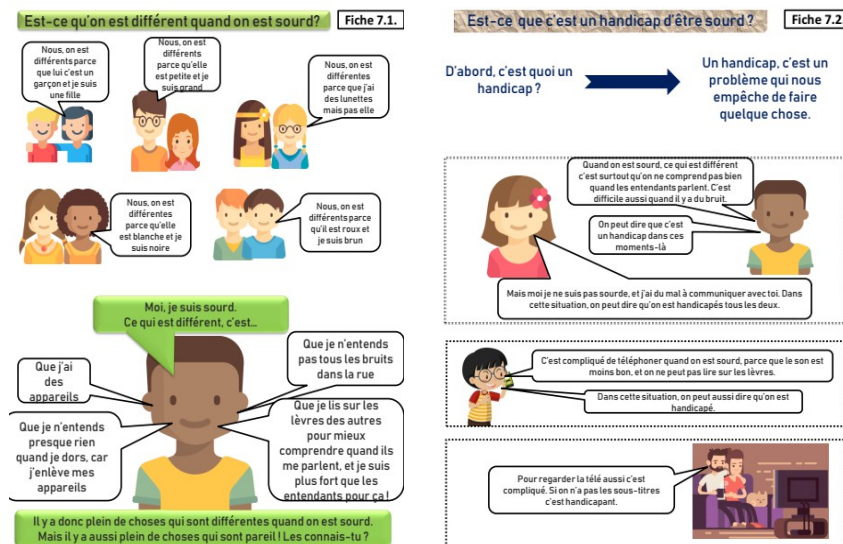 Est-ce qu'on est différent quand on est sourd?
Fiche 7.1.
Nous, on est
différents parce
que lui c'est un
garçon et je suis
une fille
Nous, on est
différents
parce qu'elle
est petite et je
suis grand
Nous, on est
différentes
parce que j'ai
des lunettes
mais pas elle
Nous, on est
différentes
parce qu'elle
est blanche et je
suis noire
Nous, on est
différents parce
qu'il est roux et
je suis brun
Moi, je suis sourd.
Ce qui est différent, c'est…
Que j'ai
des
appareils
Que je n'entends
pas tous les bruits
dans la rue
Que je n'entends
presque rien
quand je dors, car
j'enlève mes
appareils
Que je lis sur les
lèvres des autres
pour mieux
comprendre quand ils
me parlent, et je suis
plus fort que les
entendants pour ça !
Il y a donc plein de choses qui sont différentes quand on est sourd.
Mais il y a aussi plein de choses qui sont pareil ! Les connais-tu ?
Est-ce que c'est un handicap d'être sourd ?
Fiche 7.2
D'abord, c'est quoi un
handicap ?
Un handicap, c'est un
problème qui nous
empêche de faire
quelque chose.
Quand on est sourd, ce qui est différent
c'est surtout qu'on ne comprend pas bien
quand les entendants parlent. C'est
difficile aussi quand il y a du bruit.
On peut dire que c'est
un handicap dans ces
moments-là
Mais moi je ne suis pas sourde, et j'ai du mal à communiquer avec toi. Dans
cette situation, on peut dire qu'on est handicapés tous les deux.
C'est compliqué de téléphoner quand on est sourd, parce que le son est
moins bon, et on ne peut pas lire sur les lèvres.
Dans cette situation, on peut aussi dire qu'on est
handicapé.
Pour regarder la télé aussi c'est
compliqué. Si on n'a pas les sous-titres
c'est handicapant.